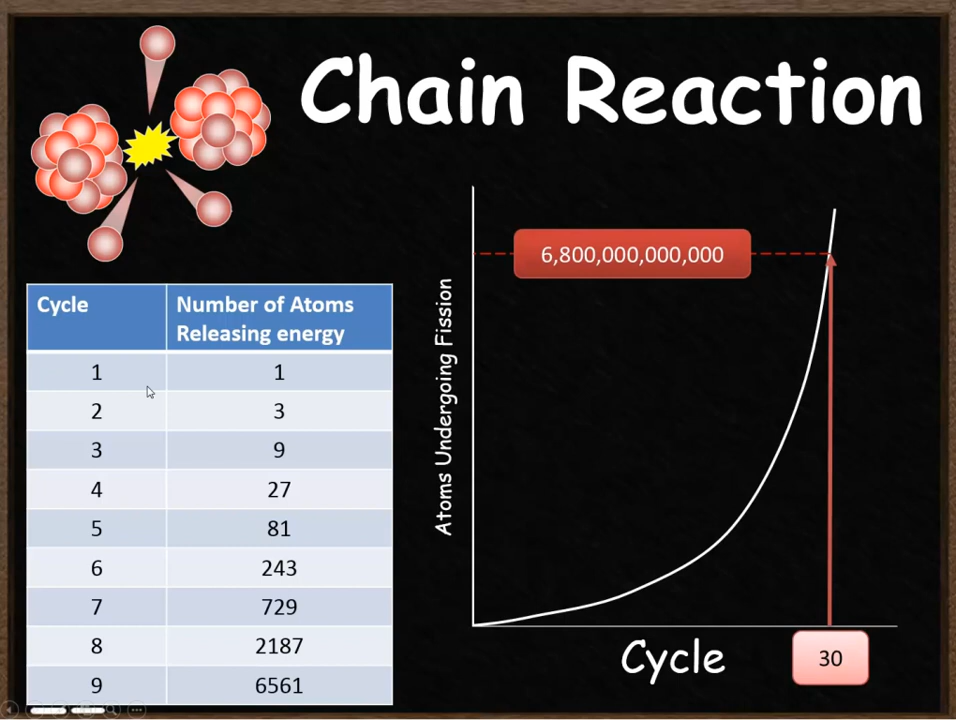 Chain Reaction
Cycle Number of Atoms
Releasing energy
1 1
2 3
3 9
4 27
5 81
6 243
7 729
8 2187
9 6561
Atoms Undergoing Fission
6,800,000,000,000
Cycle
30